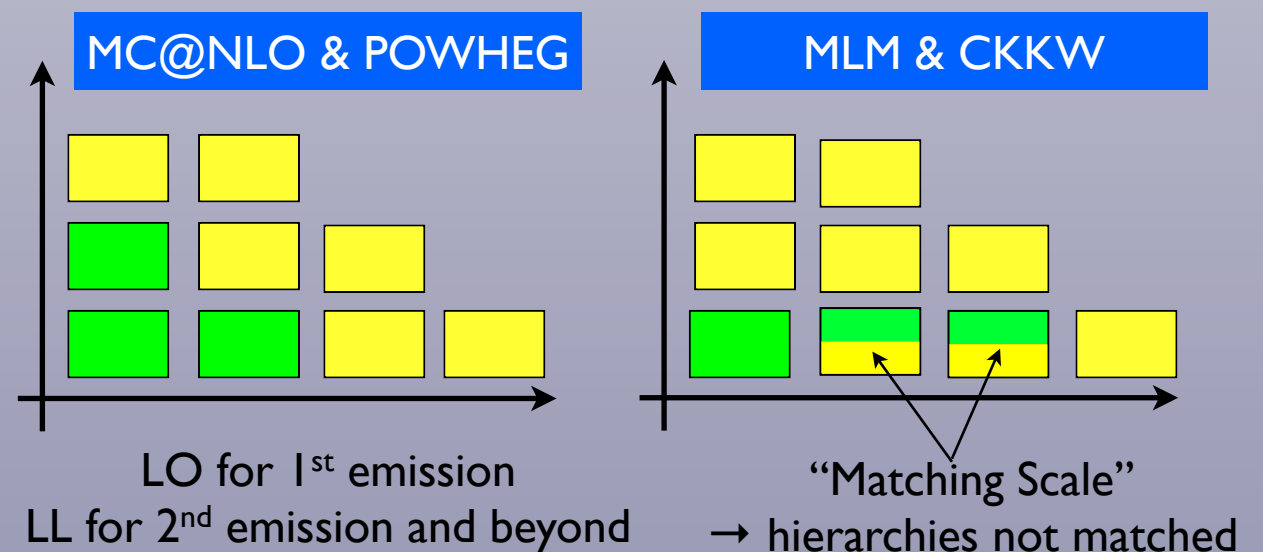 MC@NLO & POWHEG
LO for 1st emission
LL for 2nd emission and beyond
MLM & CKKW
“Matching Scale”
→ hierarchies not matched